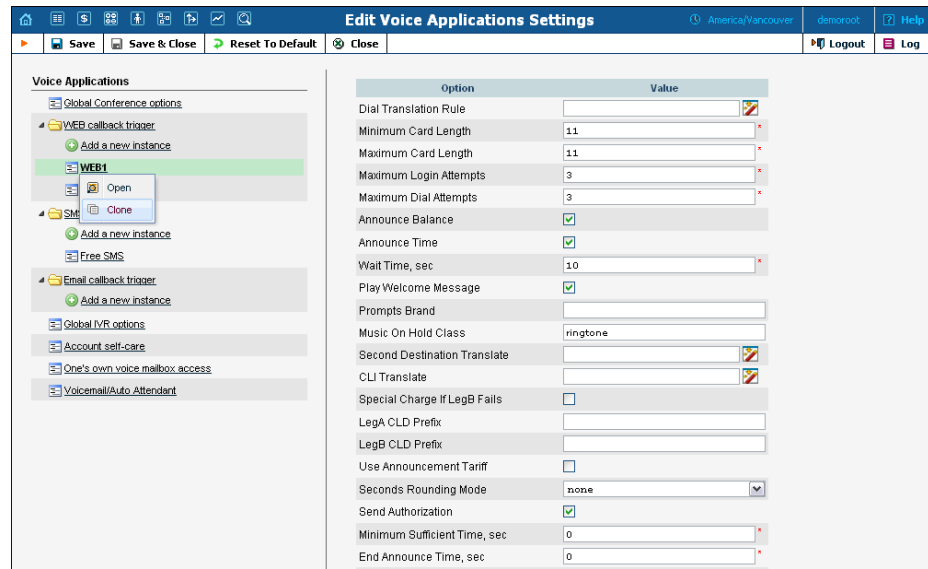 Edit Voice Applications Settings
America/Vancouver
demoroot
Help
Save
Save & Close
Reset To Default
Close
Logout
Log
Voice Applications
Global Conference options
WEB callback trigger
Add a new instance
WEB1
Open
Clone
SMS
Add a new instance
Free SMS
Email callback trigger
Add a new instance
Global IVR options
Account self-care
One's own voice mailbox access
Voicemail/Auto Attendant
Option Value
Dial Translation Rule
Minimum Card Length 11 *
Maximum Card Length 11 *
Maximum Login Attempts 3 *
Maximum Dial Attempts 3 *
Announce Balance
Announce Time
Wait Time, sec 10 *
Play Welcome Message
Prompts Brand
Music On Hold Class ringtone
Second Destination Translate
CLI Translate
Special Charge If LegB Fails
LegA CLD Prefix
LegB CLD Prefix
Use Announcement Tariff
Seconds Rounding Mode none
Send Authorization
Minimum Sufficient Time, sec 0 *
End Announce Time, sec 0 *